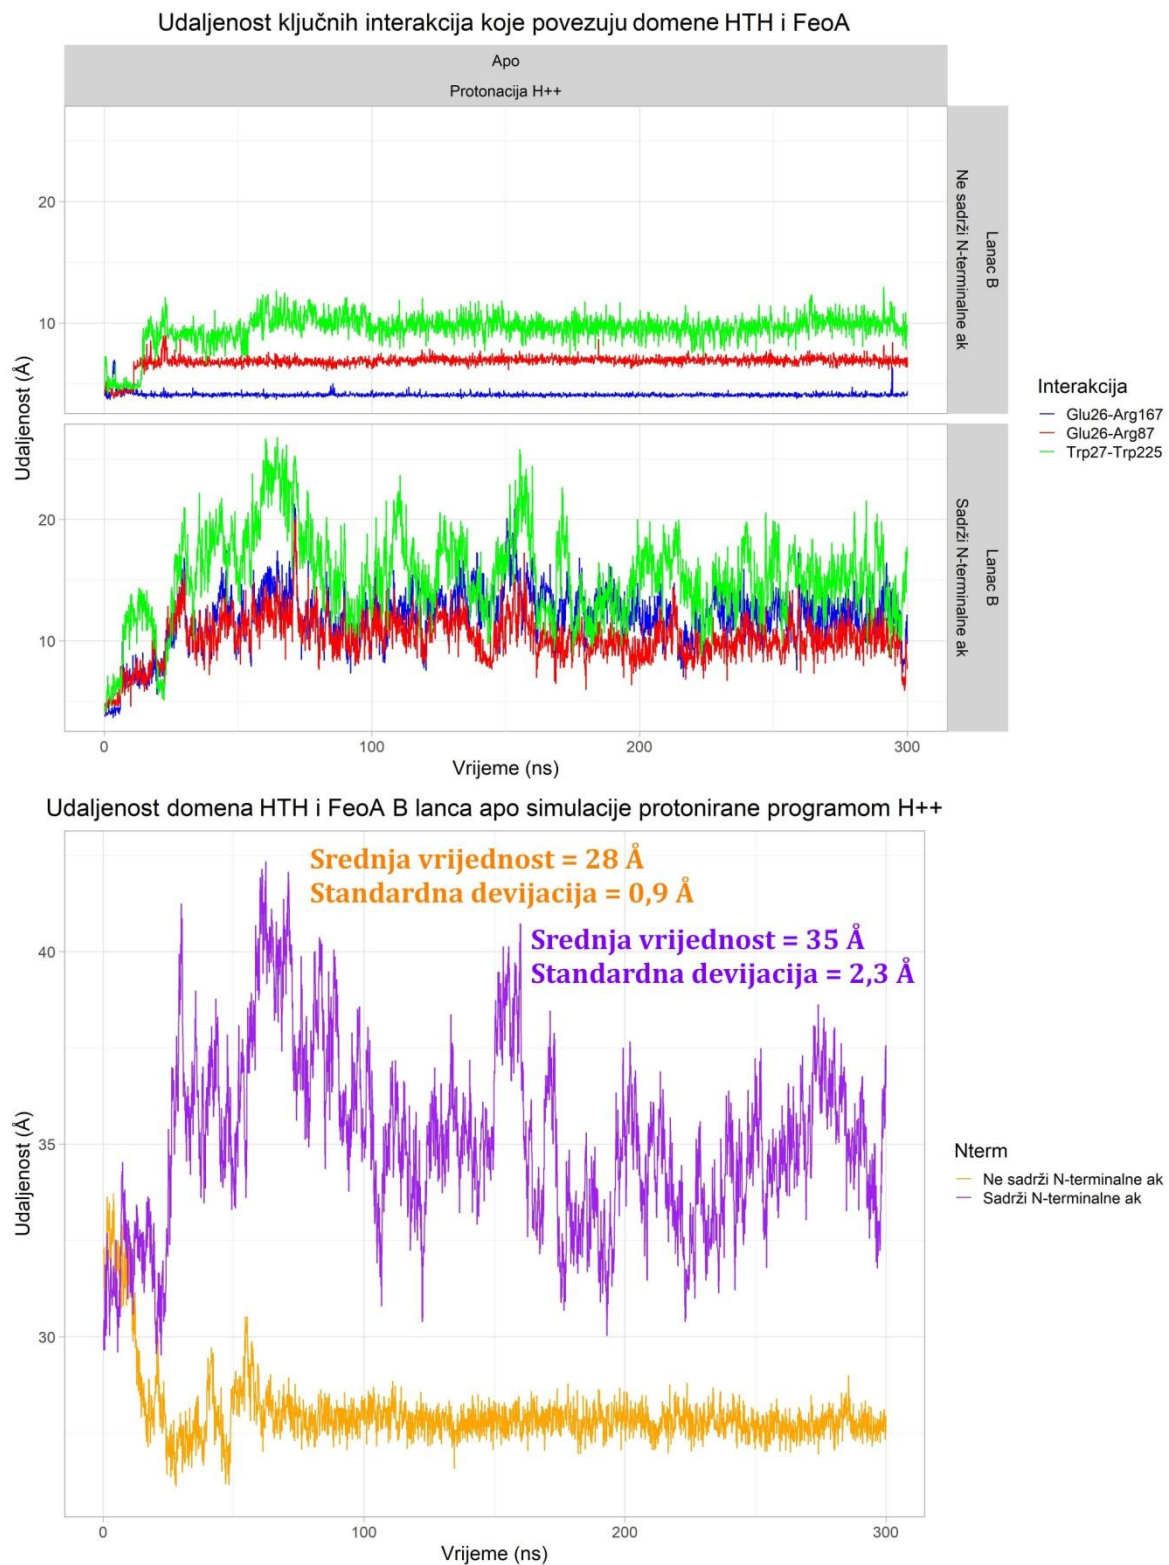 Udaljenost ključnih interakcija koje povezuju domene HTH i FeoA
Apo
Protonacija H++
Udaljenost (Å)
20
10
Ne sadrži N-terminalne ak
Lanac B
20
10
Sadrži N-terminalne ak
Lanac B
0
100
200
300
Vrijeme (ns)
Interakcija
Glu26-Arg167
Glu26-Arg87
Trp27-Trp225
Udaljenost domena HTH i FeoA B lanca apo simulacije protonirane programom H++
Srednja vrijednost = 28 Å
Standardna devijacija = 0,9 Å
Srednja vrijednost = 35 Å
Standardna devijacija = 2,3 Å
Udaljenost (Å)
40
35
30
0
100
200
300
Vrijeme (ns)
Nterm
Ne sadrži N-terminalne ak
Sadrži N-terminalne ak